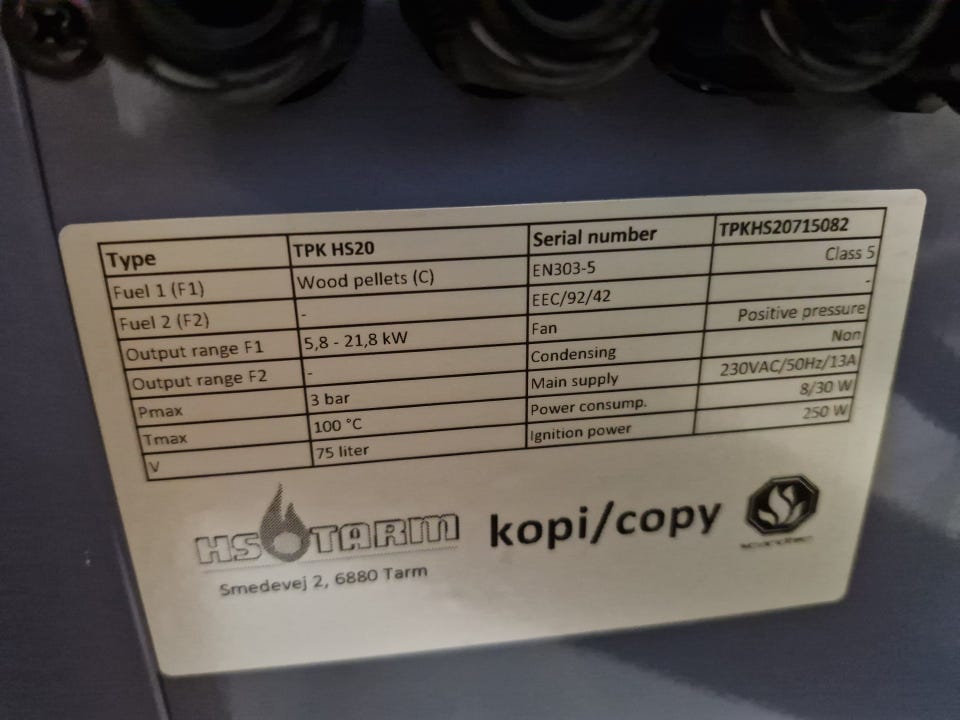 Type TPK HS20 Serial number TPKHS20715082
Fuel 1 (F1) Wood pellets (C) EN303-5 Class 5
Fuel 2 (F2) - EEC/92/42 -
Output range F1 5,8 - 21,8 kW Fan Positive pressure
Output range F2 - Condensing Non
Pmax 3 bar Main supply 230VAC/50Hz/13A
Tmax 100 °C Power consump. 8/30 W
V 75 liter Ignition power 250 W
HS TARM kopi/copy
Smedevej 2, 6880 Tarm